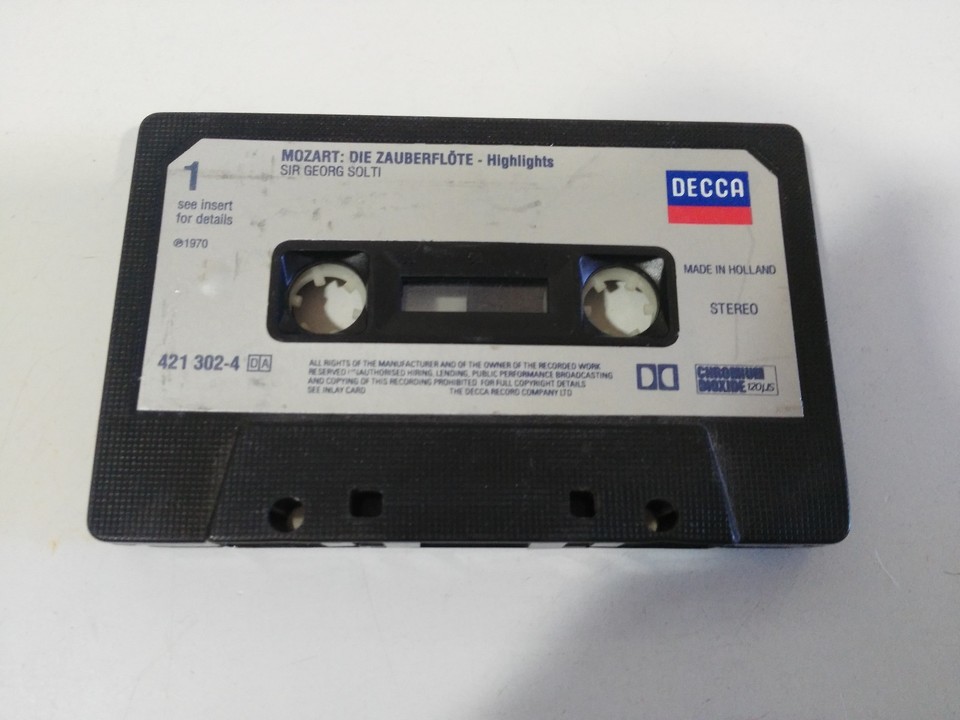 1
MOZART: DIE ZAUBERFLÖTE - Highlights
SIR GEORG SOLTI
DECCA
see insert
for details
℗1970
MADE IN HOLLAND
STEREO
421 302-4 DA
ALL RIGHTS OF THE MANUFACTURER AND OF THE OWNER OF THE RECORDED WORK
RESERVED HIRING, LENDING, PUBLIC PERFORMANCE BROADCASTING
AND COPYING OF THIS RECORDING PROHIBITED FOR FULL COPYRIGHT DETAILS
SEE INLAY CARD THE DECCA RECORD COMPANY LTD
CHROMIUM
DIOXIDE 120µS